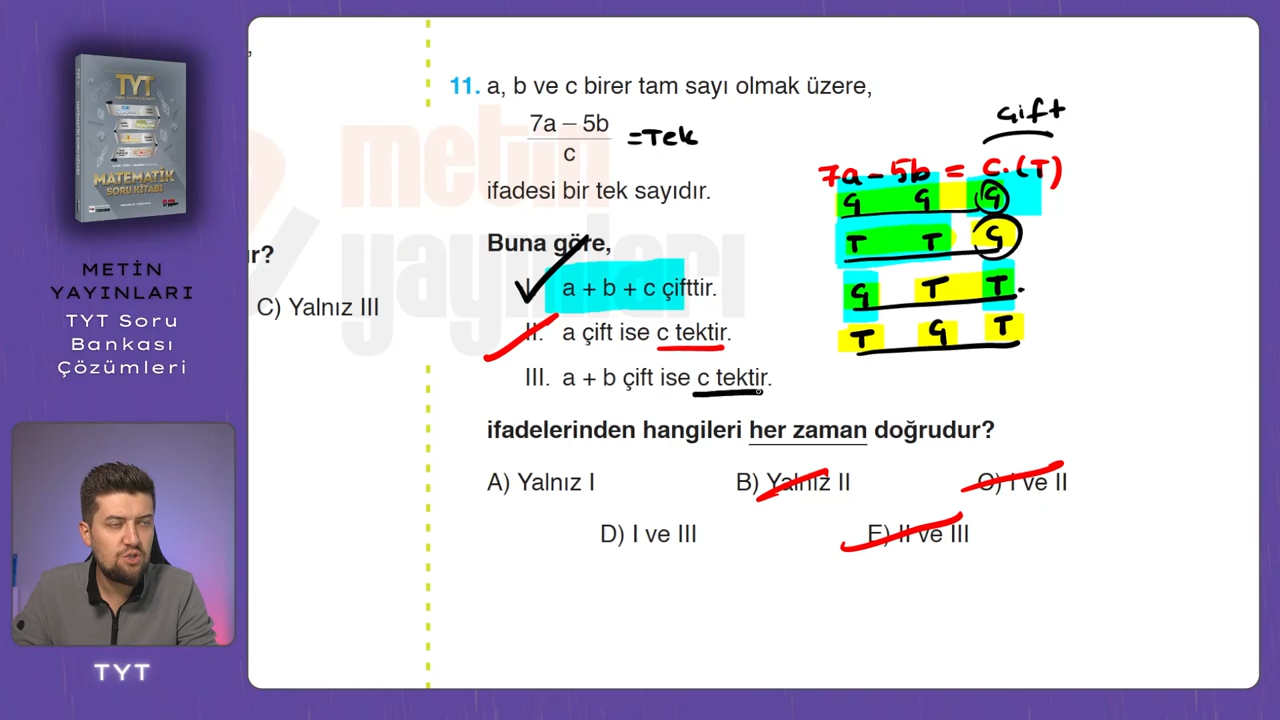 TYT
MATEMATİK
SORU KİTABI
METİN
YAYINLARI
TYT Soru
Bankası
Çözümleri
TYT
r?
C) Yalnız III
metin
yayınları
11. a, b ve c birer tam sayı olmak üzere,
7a – 5b
c
=Tek
ifadesi bir tek sayıdır.
Buna göre,
I. a + b + c çifttir.
II. a çift ise c tektir.
III. a + b çift ise c tektir.
ifadelerinden hangileri her zaman doğrudur?
A) Yalnız I
B) Yalnız II
C) I ve II
D) I ve III
E) II ve III
Çift
7a - 5b = C.(T)
Ç Ç Ç
T T Ç
Ç T T.
T Ç T